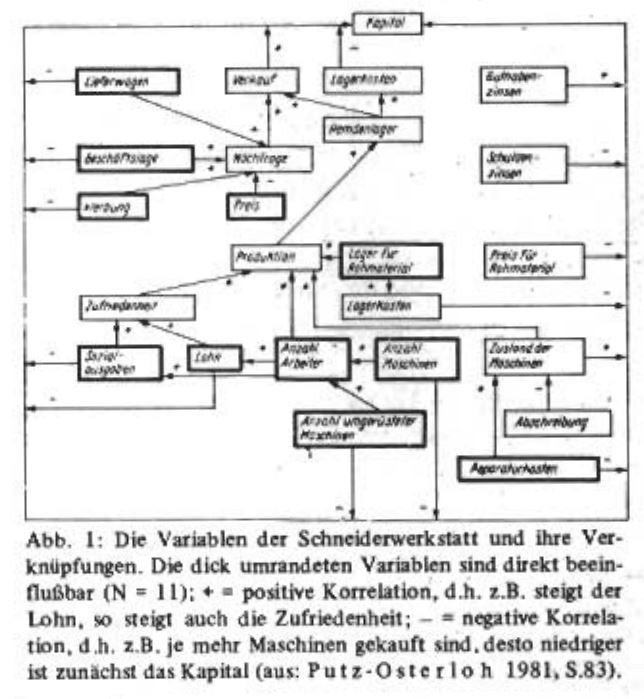 Kapital
Lieferwagen
Verkauf
Lagerkosten
Guthaben-
zinsen
Hemdenlager
Geschäftslage
Nachfrage
Schulden-
zinsen
Werbung
Preis
Produktion
Lager für
Rohmaterial
Preis für
Rohmaterial
Zufriedenheit
Lagerkosten
Sozial-
ausgaben
Lohn
Anzahl
Arbeiter
Anzahl
Maschinen
Zustand der
Maschinen
Anzahl umgerüsteter
Maschinen
Abschreibung
Reparaturkosten
Abb. 1: Die Variablen der Schneiderwerkstatt und ihre Ver-
knüpfungen. Die dick umrandeten Variablen sind direkt beein-
flußbar (N = 11); + = positive Korrelation, d.h. z.B. steigt der
Lohn, so steigt auch die Zufriedenheit; – = negative Korrela-
tion, d.h. z.B. je mehr Maschinen gekauft sind, desto niedriger
ist zunächst das Kapital (aus: Putz-Osterloh 1981, S.83).